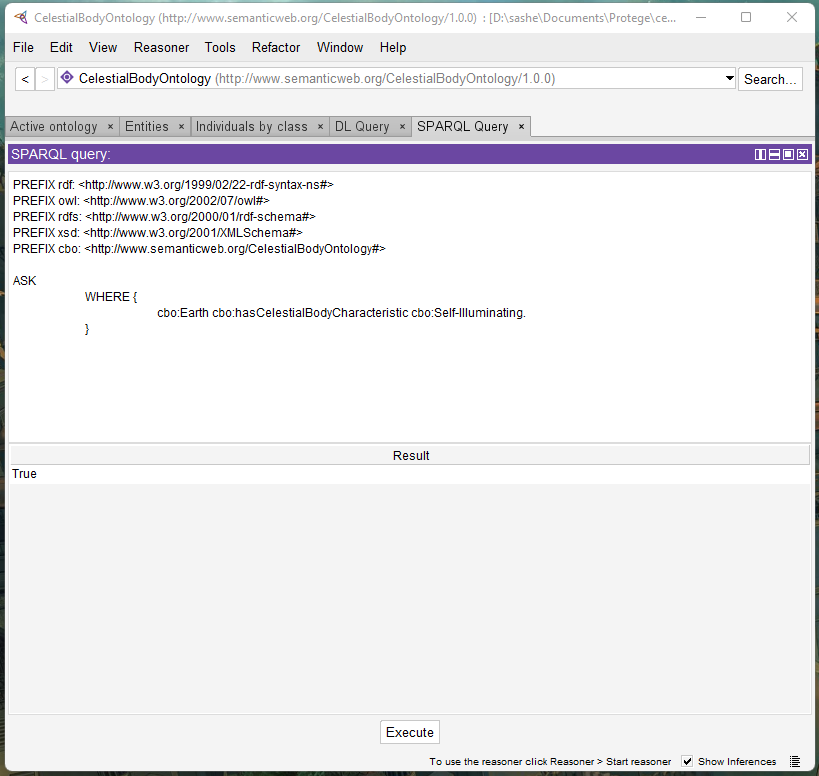 CelestialBodyOntology (http://www.semanticweb.org/CelestialBodyOntology/1.0.0) : [D:\sashe\Documents\Protege\ce...
File Edit View Reasoner Tools Refactor Window Help
< > CelestialBodyOntology (http://www.semanticweb.org/CelestialBodyOntology/1.0.0) Search...
Active ontology × Entities × Individuals by class × DL Query × SPARQL Query ×
SPARQL query:
PREFIX rdf: <http://www.w3.org/1999/02/22-rdf-syntax-ns#>
PREFIX owl: <http://www.w3.org/2002/07/owl#>
PREFIX rdfs: <http://www.w3.org/2000/01/rdf-schema#>
PREFIX xsd: <http://www.w3.org/2001/XMLSchema#>
PREFIX cbo: <http://www.semanticweb.org/CelestialBodyOntology#>
ASK
WHERE {
cbo:Earth cbo:hasCelestialBodyCharacteristic cbo:Self-Illuminating.
}
Result
True
Execute
To use the reasoner click Reasoner > Start reasoner Show Inferences